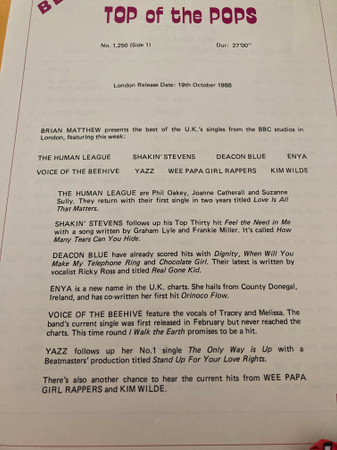 BE
TOP of the POPS
No. 1,250 (Side 1) Dur: 27'00"
London Release Date: 19th October 1988
BRIAN MATTHEW presents the best of the U.K.'s singles from the BBC studios in
London, featuring this week:
THE HUMAN LEAGUE SHAKIN' STEVENS DEACON BLUE ENYA
VOICE OF THE BEEHIVE YAZZ WEE PAPA GIRL RAPPERS KIM WILDE
THE HUMAN LEAGUE are Phil Oakey, Joanne Catherall and Suzanne
Sully. They return with their first single in two years titled Love Is All
That Matters.
SHAKIN' STEVENS follows up his Top Thirty hit Feel the Need in Me
with a song written by Graham Lyle and Frankie Miller. It's called How
Many Tears Can You Hide.
DEACON BLUE have already scored hits with Dignity, When Will You
Make My Telephone Ring and Chocolate Girl. Their latest is written by
vocalist Ricky Ross and titled Real Gone Kid.
ENYA is a new name in the U.K. charts. She hails from County Donegal,
Ireland, and has co-written her first hit Orinoco Flow.
VOICE OF THE BEEHIVE feature the vocals of Tracey and Melissa. The
band's current single was first released in February but never reached the
charts. This time round I Walk the Earth promises to be a hit.
YAZZ follows up her No.1 single The Only Way is Up with a
Beatmasters' production titled Stand Up For Your Love Rights.
There's also another chance to hear the current hits from WEE PAPA
GIRL RAPPERS and KIM WILDE.